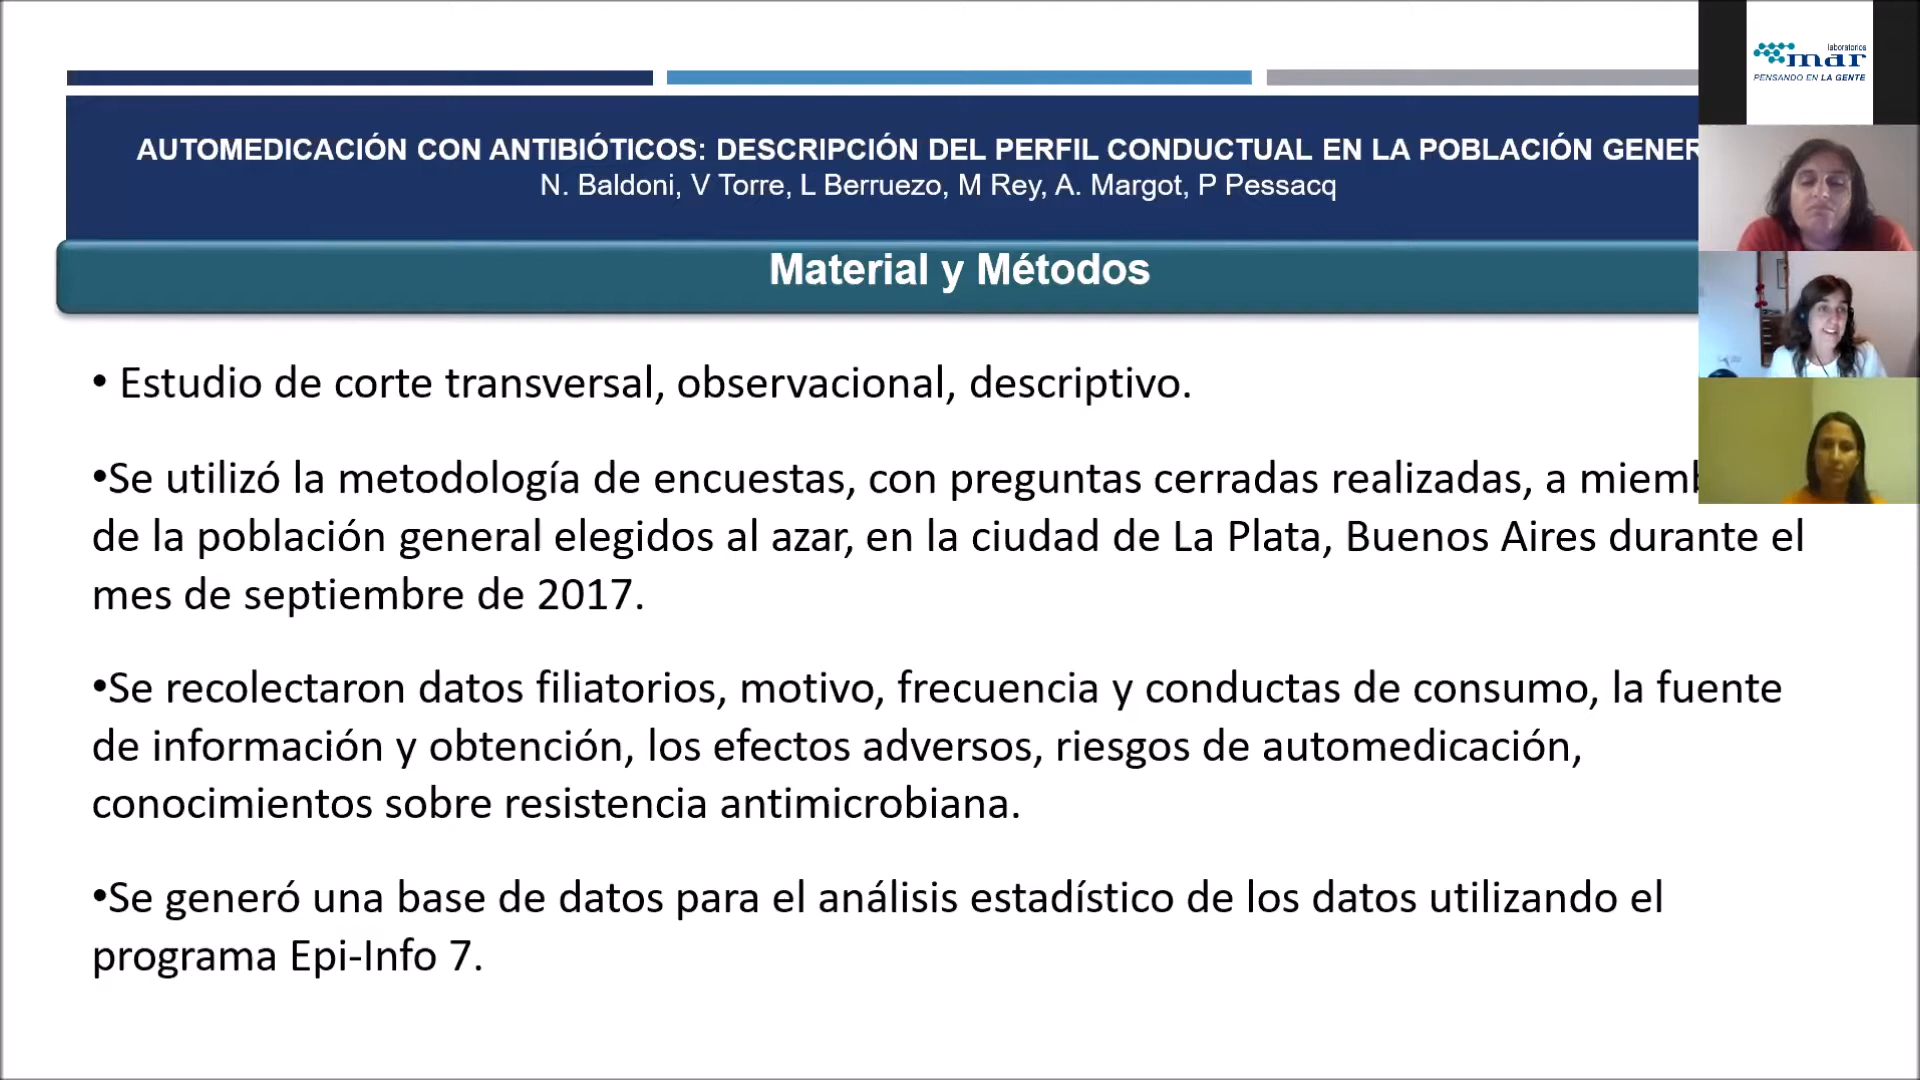 laboratorios
mar
PENSANDO EN LA GENTE
AUTOMEDICACIÓN CON ANTIBIÓTICOS: DESCRIPCIÓN DEL PERFIL CONDUCTUAL EN LA POBLACIÓN GENER
N. Baldoni, V Torre, L Berruezo, M Rey, A. Margot, P Pessacq
Material y Métodos
• Estudio de corte transversal, observacional, descriptivo.
•Se utilizó la metodología de encuestas, con preguntas cerradas realizadas, a miemb
de la población general elegidos al azar, en la ciudad de La Plata, Buenos Aires durante el
mes de septiembre de 2017.
•Se recolectaron datos filiatorios, motivo, frecuencia y conductas de consumo, la fuente
de información y obtención, los efectos adversos, riesgos de automedicación,
conocimientos sobre resistencia antimicrobiana.
•Se generó una base de datos para el análisis estadístico de los datos utilizando el
programa Epi-Info 7.